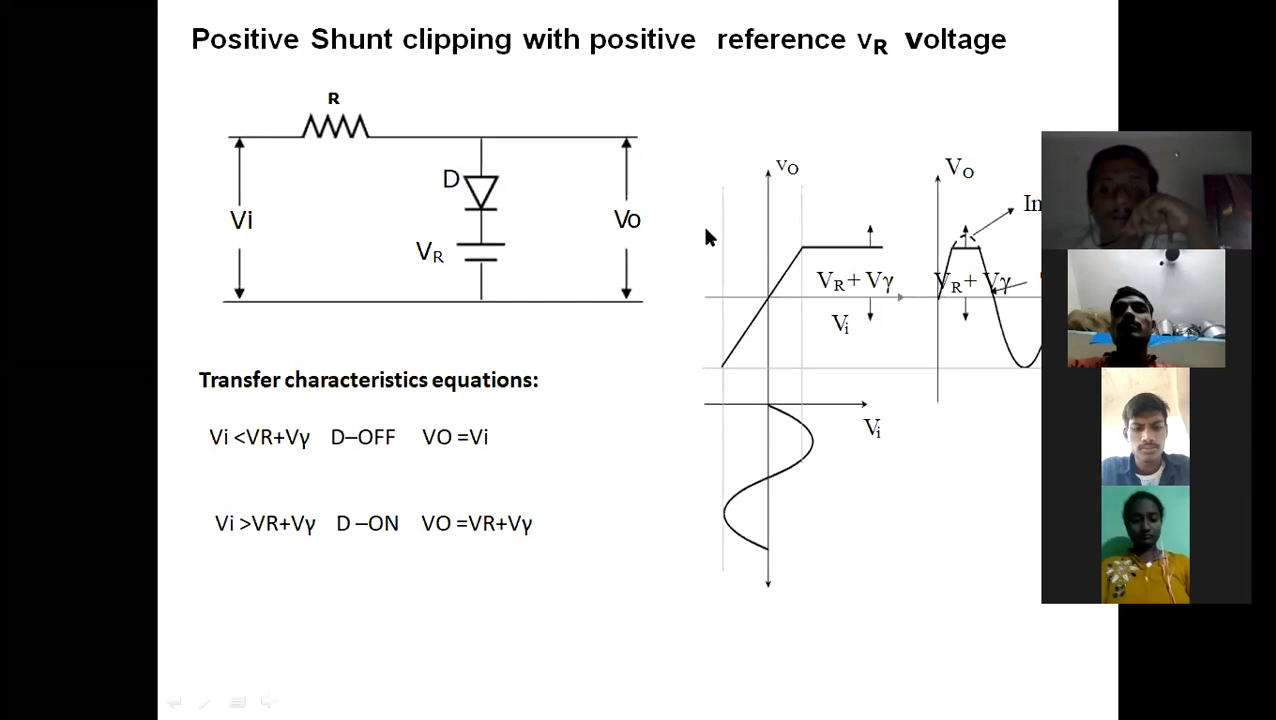 Positive Shunt clipping with positive reference vR voltage
R
D
Vi
VR
Vo
vO
VR + Vγ
Vi
Vi
VO
VR + Vγ
Transfer characteristics equations:
Vi <VR+Vγ D–OFF VO =Vi
Vi >VR+Vγ D –ON VO =VR+Vγ